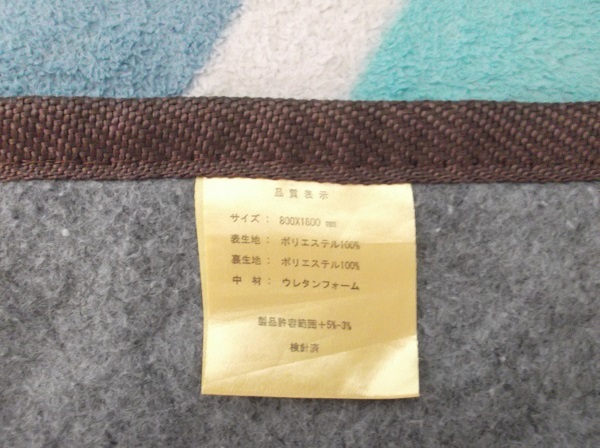 品質表示
サイズ： 800X1600 mm
表生地： ポリエステル100%
裏生地： ポリエステル100%
中　材： ウレタンフォーム
製品許容範囲+5%-3%
検針済